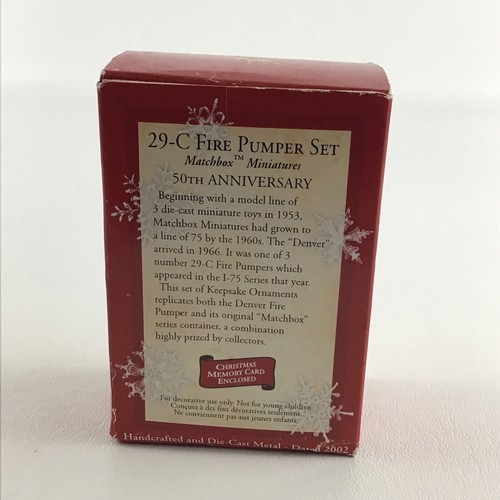 29-C FIRE PUMPER SET
Matchbox™ Miniatures
50TH ANNIVERSARY
Beginning with a model line of
3 die-cast miniature toys in 1953,
Matchbox Miniatures had grown to
a line of 75 by the 1960s. The "Denver"
arrived in 1966. It was one of 3
number 29-C Fire Pumpers which
appeared in the I-75 Series that year.
This set of Keepsake Ornaments
replicates both the Denver Fire
Pumper and its original "Matchbox"
series container, a combination
highly prized by collectors.
CHRISTMAS
MEMORY CARD
ENCLOSED
For decorative use only. Not for young children.
Conçues à des fins décoratives seulement.
Ne conviennent pas aux jeunes enfants.
Handcrafted and Die-Cast Metal - Dated 2002